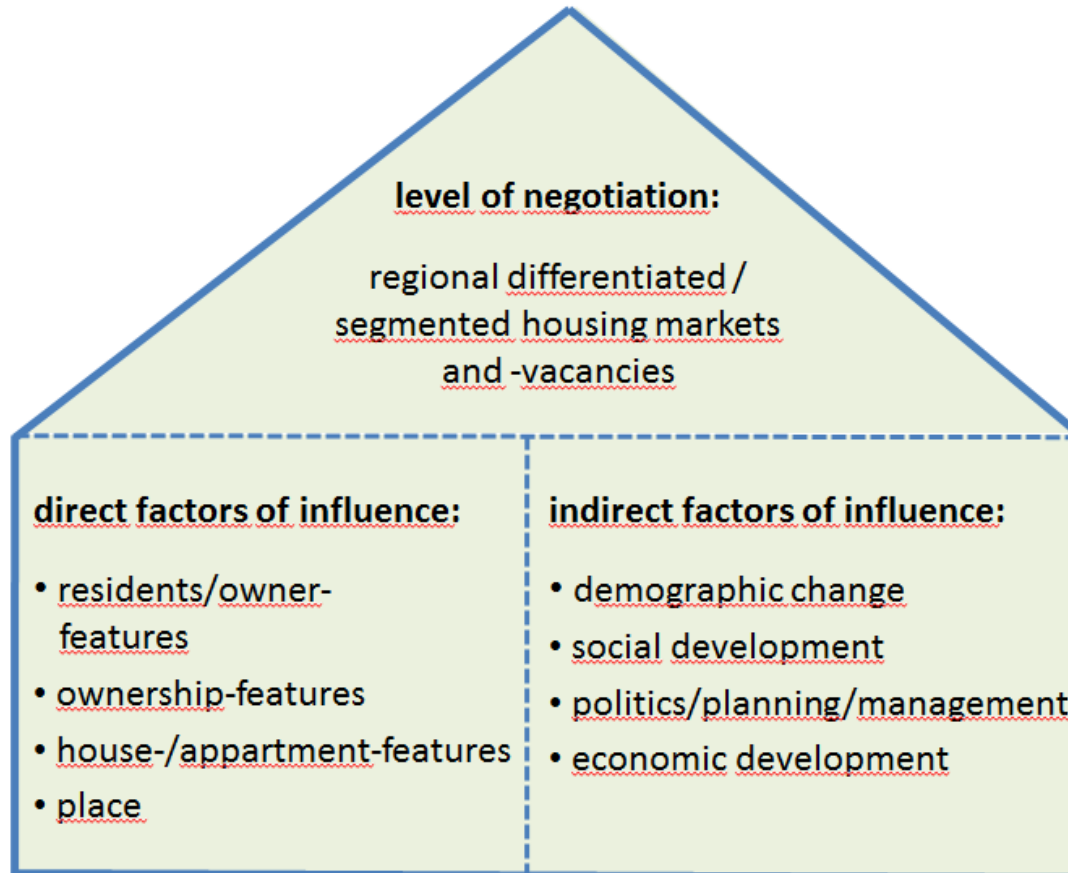 level of negotiation:
regional differentiated /
segmented housing markets
and -vacancies
direct factors of influence:
• residents/owner-
features
• ownership-features
• house-/appartment-features
• place
indirect factors of influence:
• demographic change
• social development
• politics/planning/management
• economic development